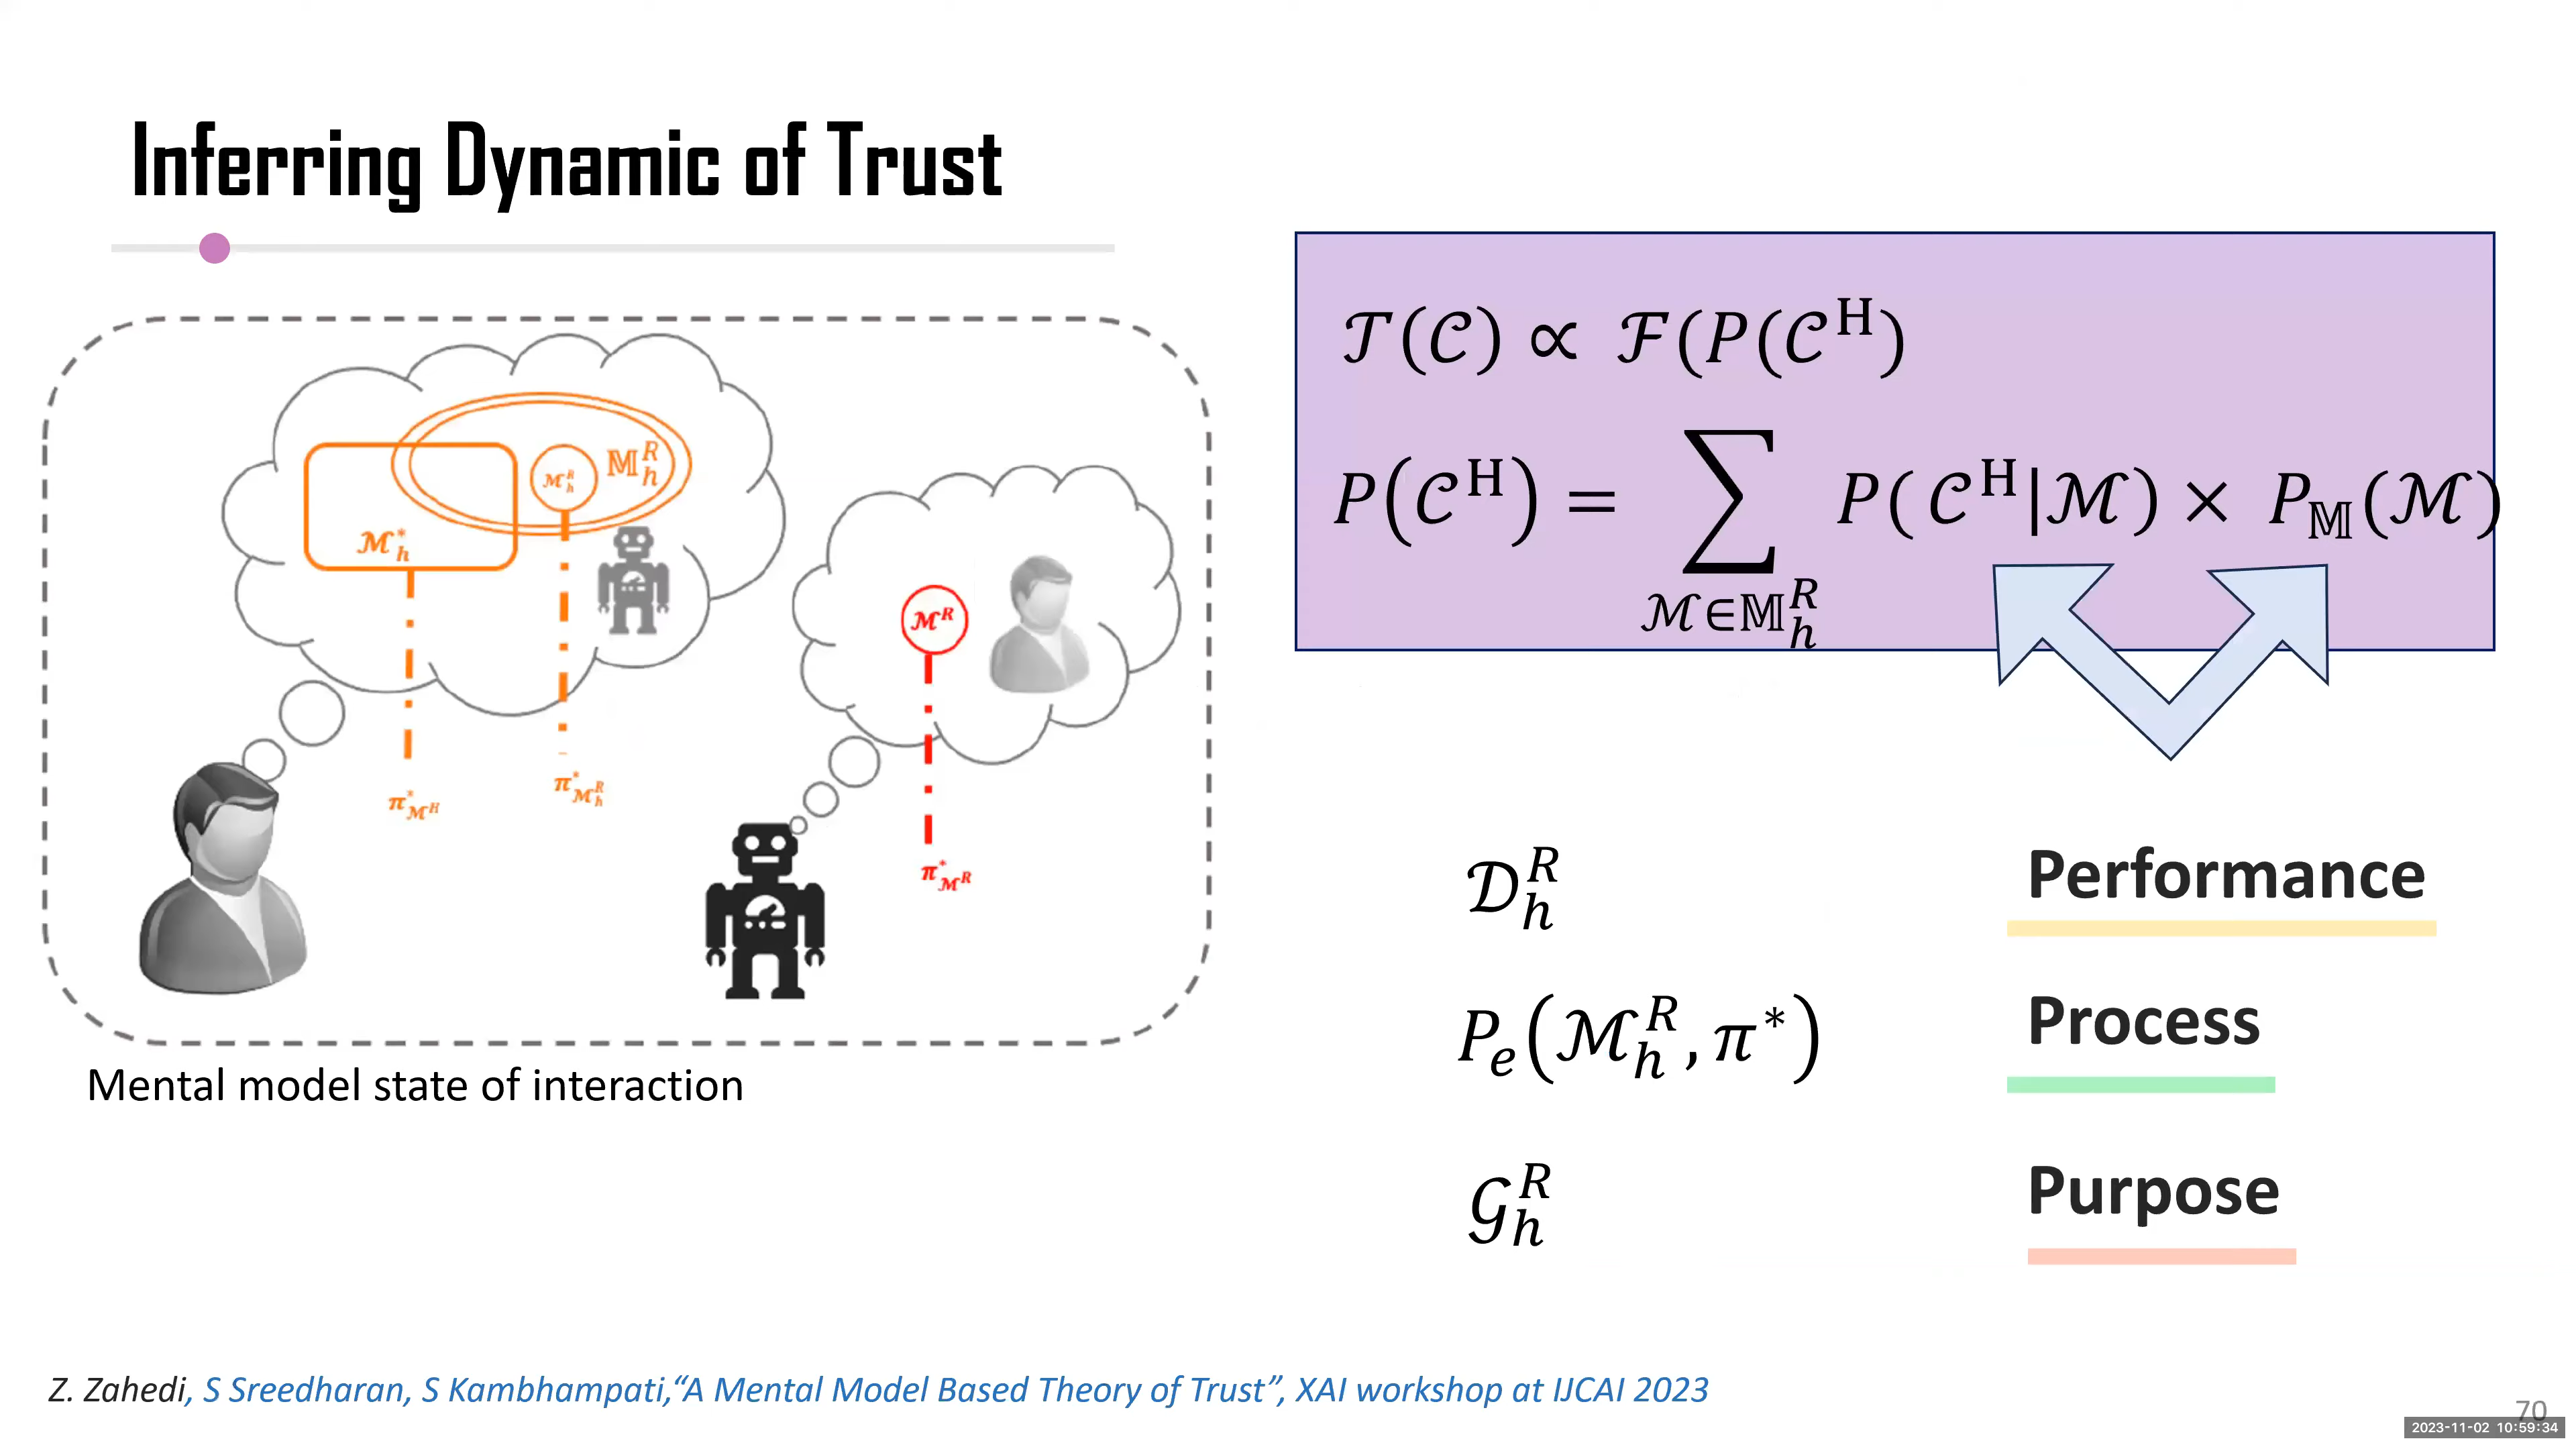 Inferring Dynamic of Trust
𝒯(𝒞) ∝ ℱ(P(𝒞^H)
P(𝒞^H) = ∑_{ℳ∈𝕄_h^R} P(𝒞^H|ℳ) × P_𝕄(ℳ)
ℳ_h^*
ℳ_h^R
𝕄_h^R
π^*_{ℳ^H}
π^*_{ℳ_h^R}
ℳ^R
π^*_{ℳ^R}
Mental model state of interaction
𝒟_h^R
Performance
P_e(ℳ_h^R, π^*)
Process
𝒢_h^R
Purpose
Z. Zahedi, S Sreedharan, S Kambhampati,“A Mental Model Based Theory of Trust”, XAI workshop at IJCAI 2023
70
2023-11-02 10:59:34